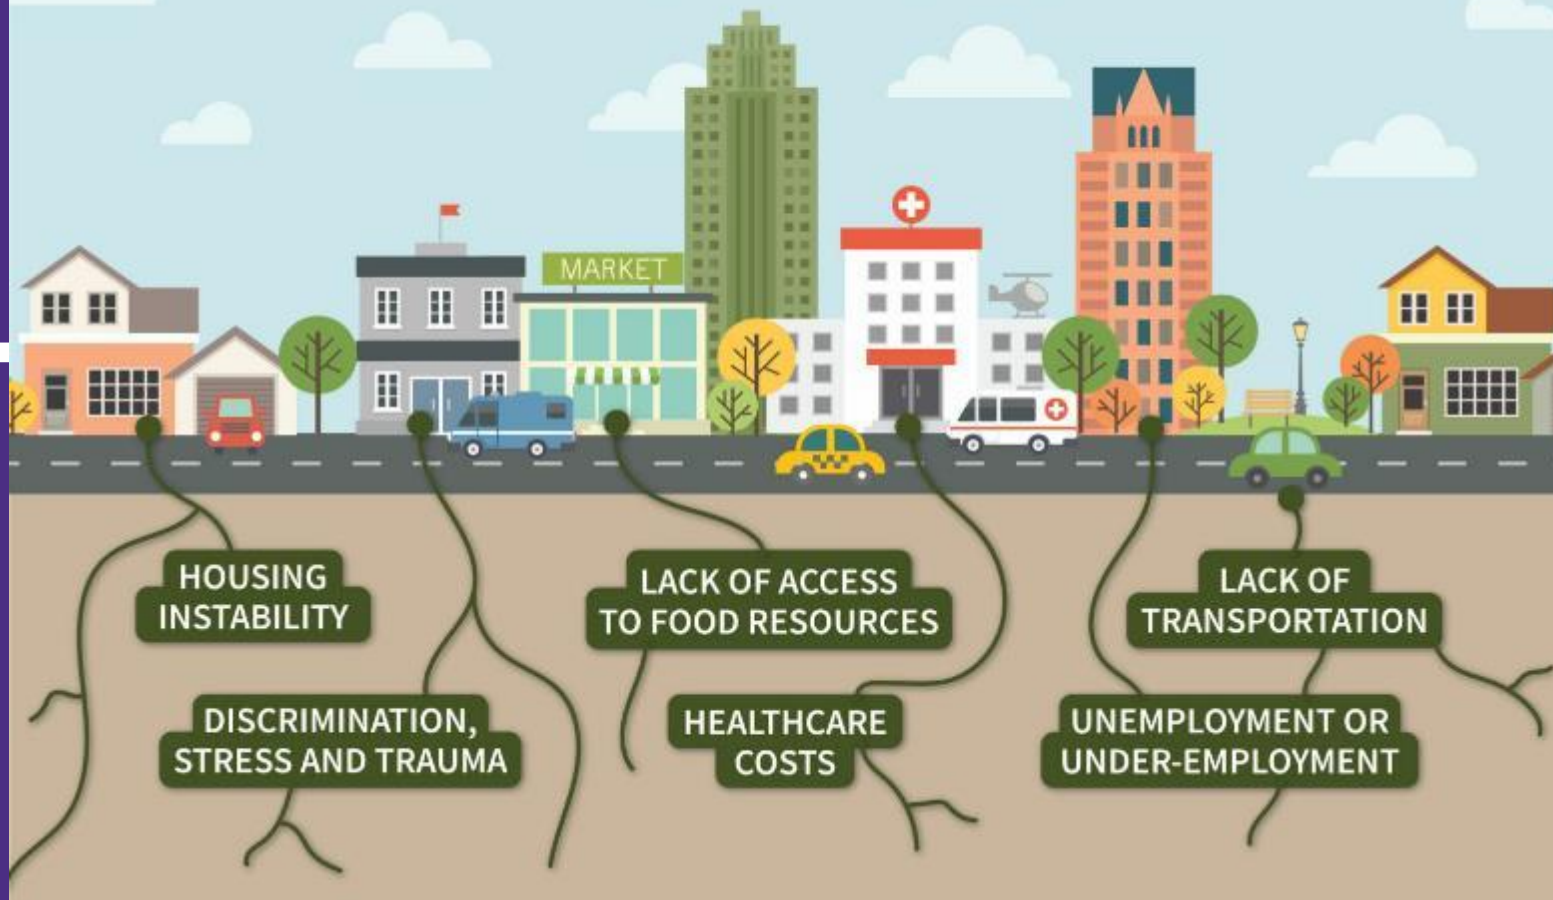 MARKET
HOUSING
INSTABILITY
LACK OF ACCESS
TO FOOD RESOURCES
LACK OF
TRANSPORTATION
DISCRIMINATION,
STRESS AND TRAUMA
HEALTHCARE
COSTS
UNEMPLOYMENT OR
UNDER-EMPLOYMENT